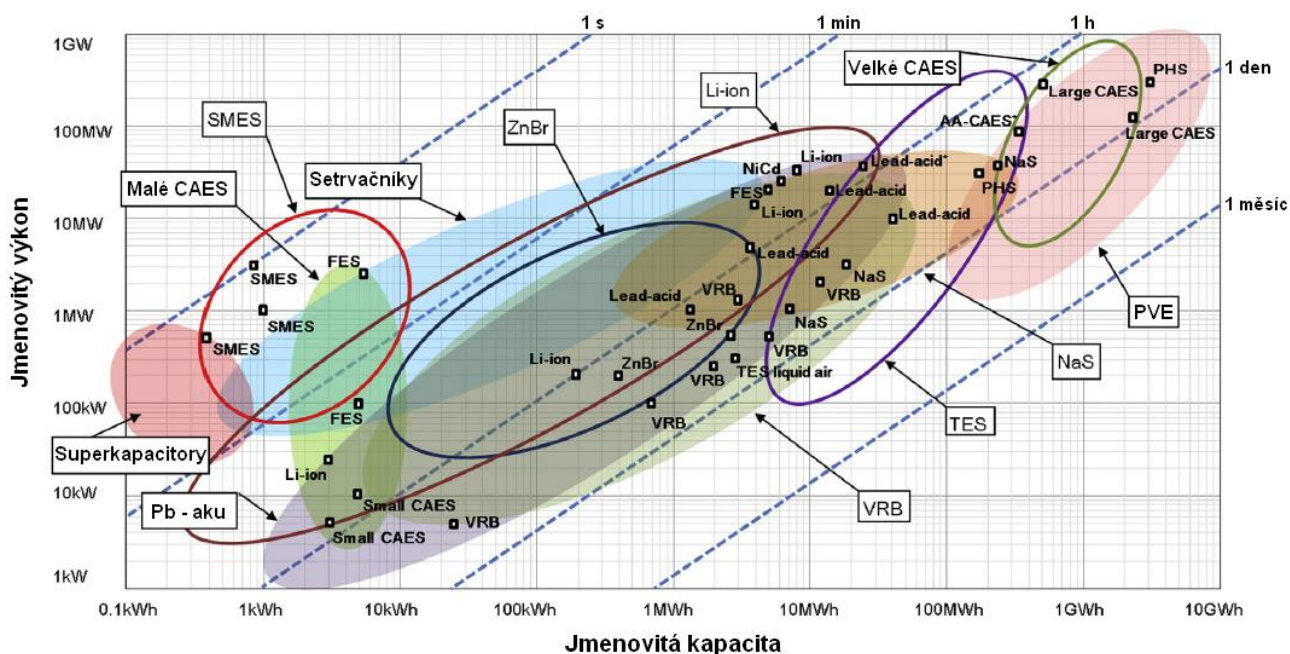 1 s
1 min
1 h
1GW
Velké CAES
PHS
1 den
Li-ion
Large CAES
SMES
ZnBr
100MW
AA-CAES*
Large CAES
Li-ion
Lead-acid*
NaS
Malé CAES
Setrvačníky
NiCd
PHS
FES
Lead-acid
1 měsíc
Li-ion
Lead-acid
10MW
FES
Lead-acid
SMES
NaS
PVE
VRB
VRB
Lead-acid
1MW
SMES
NaS
ZnBr
SMES
VRB
NaS
Li-ion
ZnBr
TES liquid air
VRB
100kW
FES
VRB
TES
Superkapacitory
Li-ion
10kW
Small CAES
VRB
Pb - aku
VRB
Small CAES
1kW
0.1kWh
1kWh
10kWh
100kWh
1MWh
10MWh
100MWh
1GWh
10GWh
Jmenovitý výkon
Jmenovitá kapacita